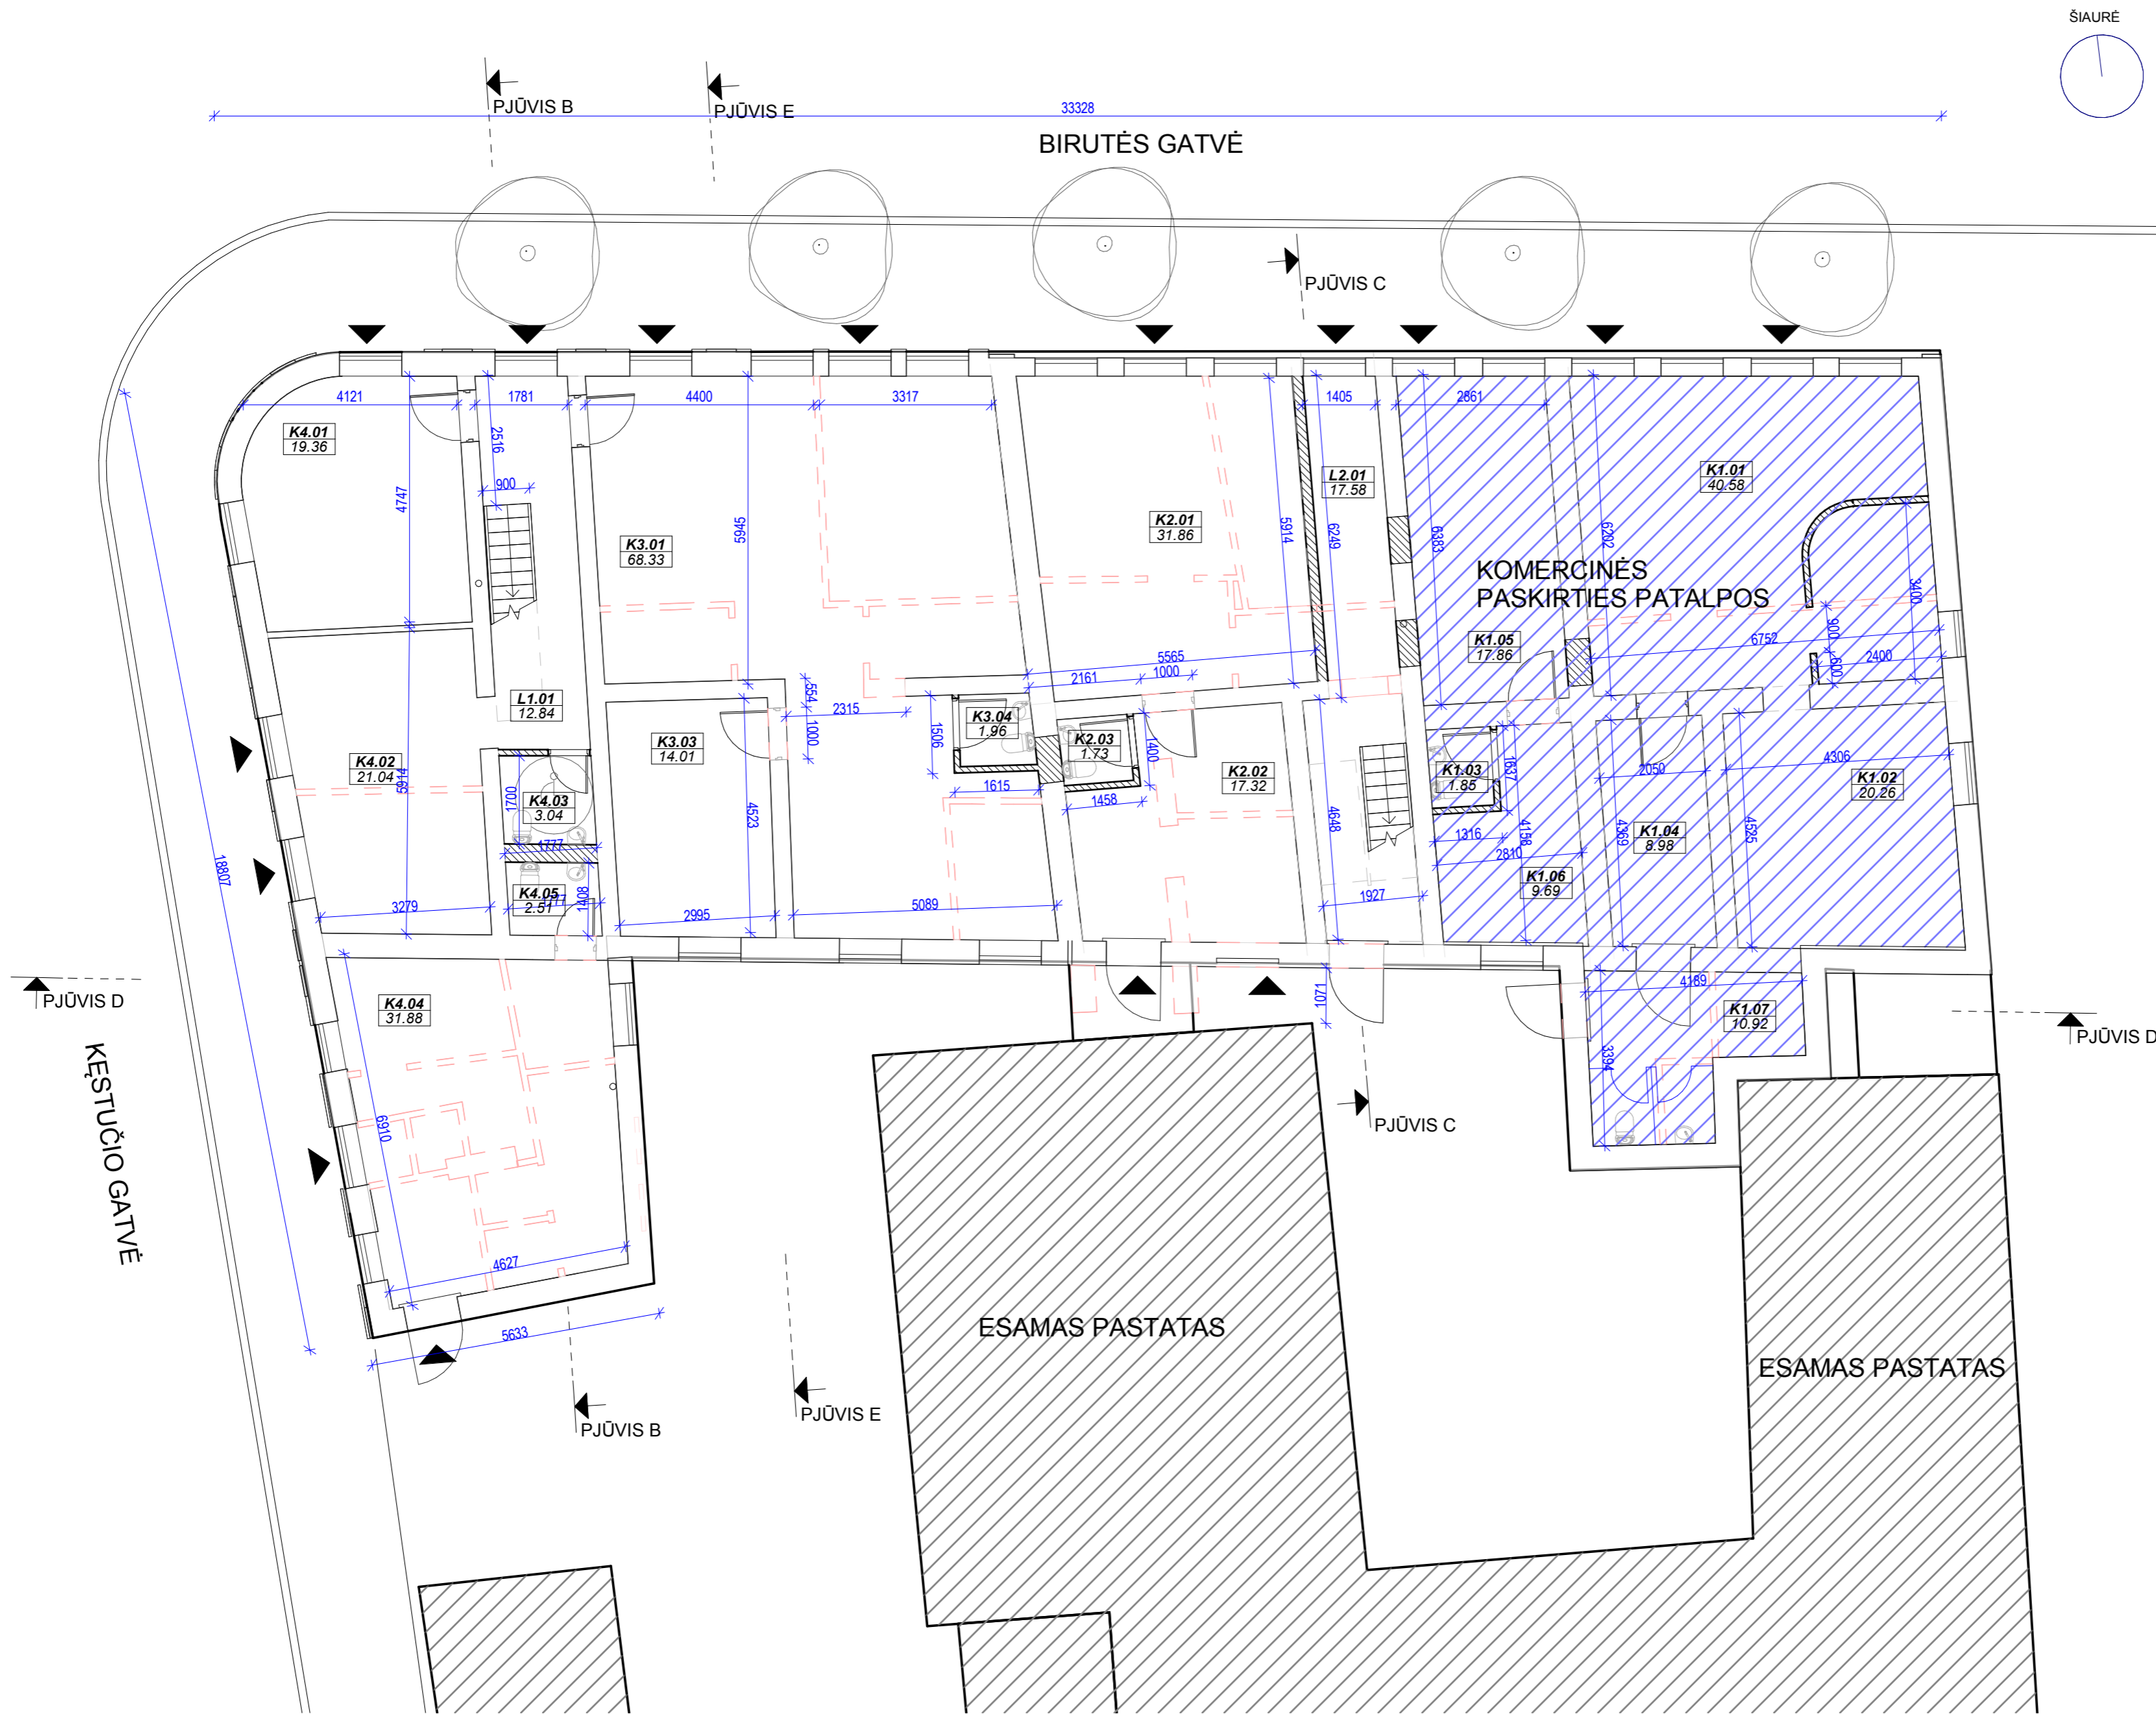 ŠIAURĖ
PJŪVIS B
PJŪVIS E
33328
BIRUTĖS GATVĖ
PJŪVIS C
4121
1781
4400
3317
1405
2861
K4.01
19.36
2516
900
4747
K3.01
68.33
5945
K2.01
31.86
5914
L2.01
17.58
6249
6383
K1.01
40.58
6202
KOMERCINĖS
PASKIRTIES PATALPOS
3400
900
600
6752
2400
K1.05
17.86
5565
2161
1000
L1.01
12.84
554
2315
1000
K3.04
1.96
1506
1615
K2.03
1.73
1400
1458
K3.03
14.01
K4.02
21.04
5914
K4.03
3.04
1700
1777
K4.05
2.51
1777
1408
4523
K2.02
17.32
4648
K1.03
1.85
1637
1316
2810
4158
2050
4306
K1.02
20.26
4369
K1.04
8.98
4525
K1.06
9.69
1927
3279
2995
5089
18807
PJŪVIS D
K4.04
31.88
1071
4189
K1.07
10.92
3394
PJŪVIS D
KĘSTUČIO GATVĖ
6910
PJŪVIS C
4627
5633
ESAMAS PASTATAS
ESAMAS PASTATAS
PJŪVIS B
PJŪVIS E